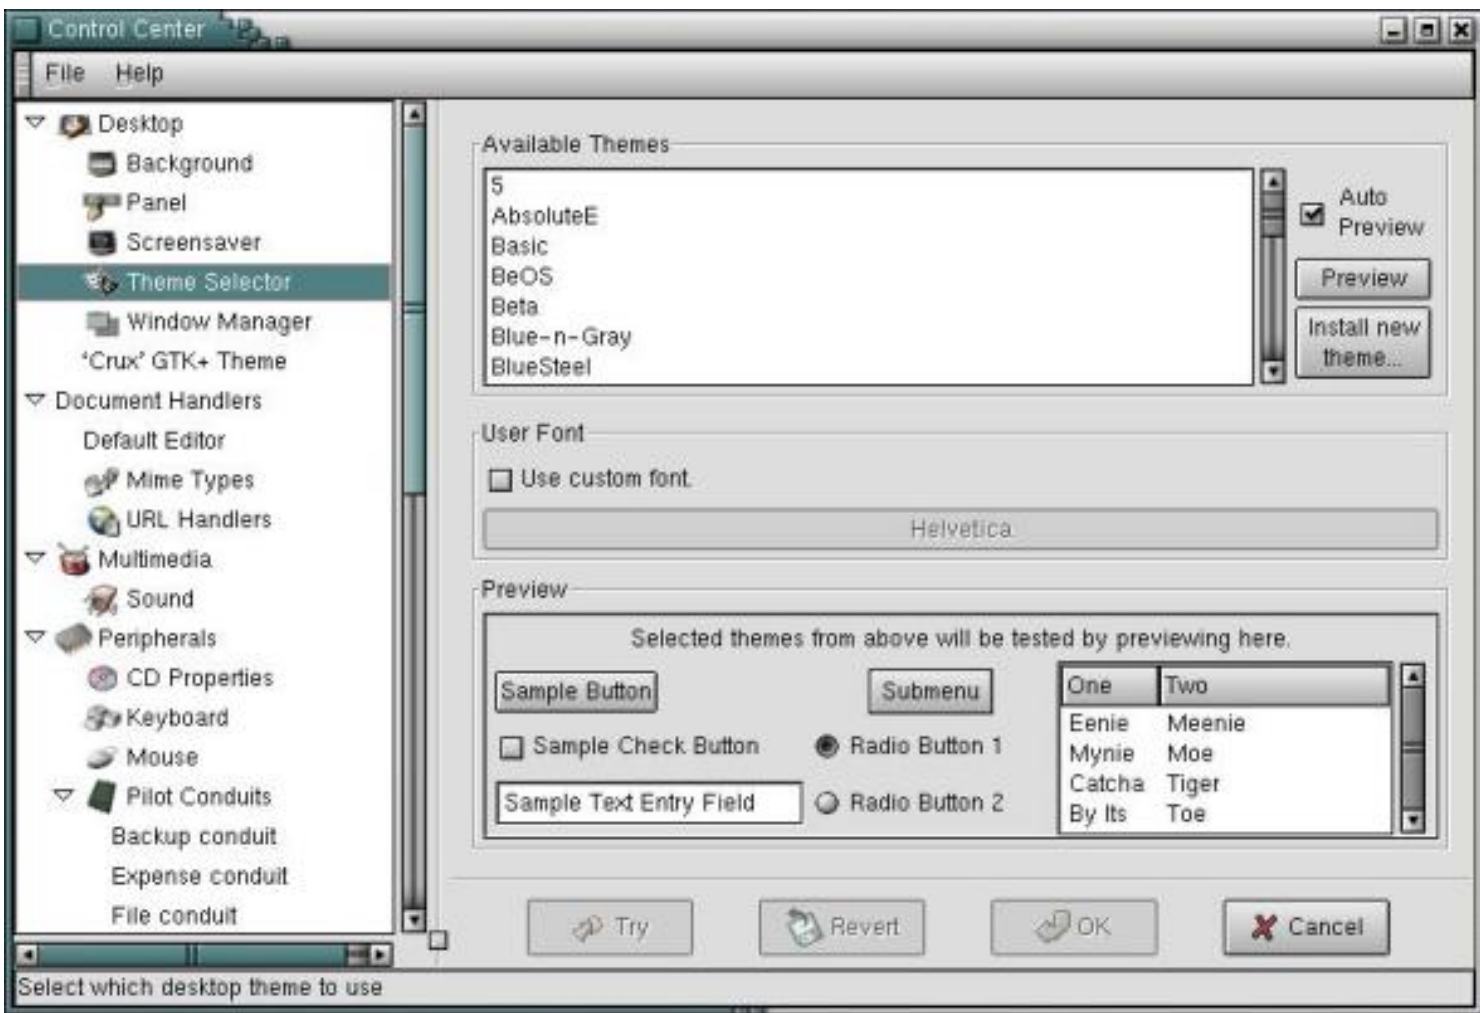 Control Center
File Help
Desktop
Background
Panel
Screensaver
Theme Selector
Window Manager
'Crux' GTK+ Theme
Document Handlers
Default Editor
Mime Types
URL Handlers
Multimedia
Sound
Peripherals
CD Properties
Keyboard
Mouse
Pilot Conduits
Backup conduit
Expense conduit
File conduit
Available Themes
5
AbsoluteE
Basic
BeOS
Beta
Blue-n-Gray
BlueSteel
Auto
Preview
Preview
Install new
theme...
User Font
Use custom font.
Helvetica
Preview
Selected themes from above will be tested by previewing here.
Sample Button
Submenu
Sample Check Button
Radio Button 1
Sample Text Entry Field
Radio Button 2
One Two
Eenie Meenie
Mynie Moe
Catcha Tiger
By Its Toe
Try
Revert
OK
Cancel
Select which desktop theme to use